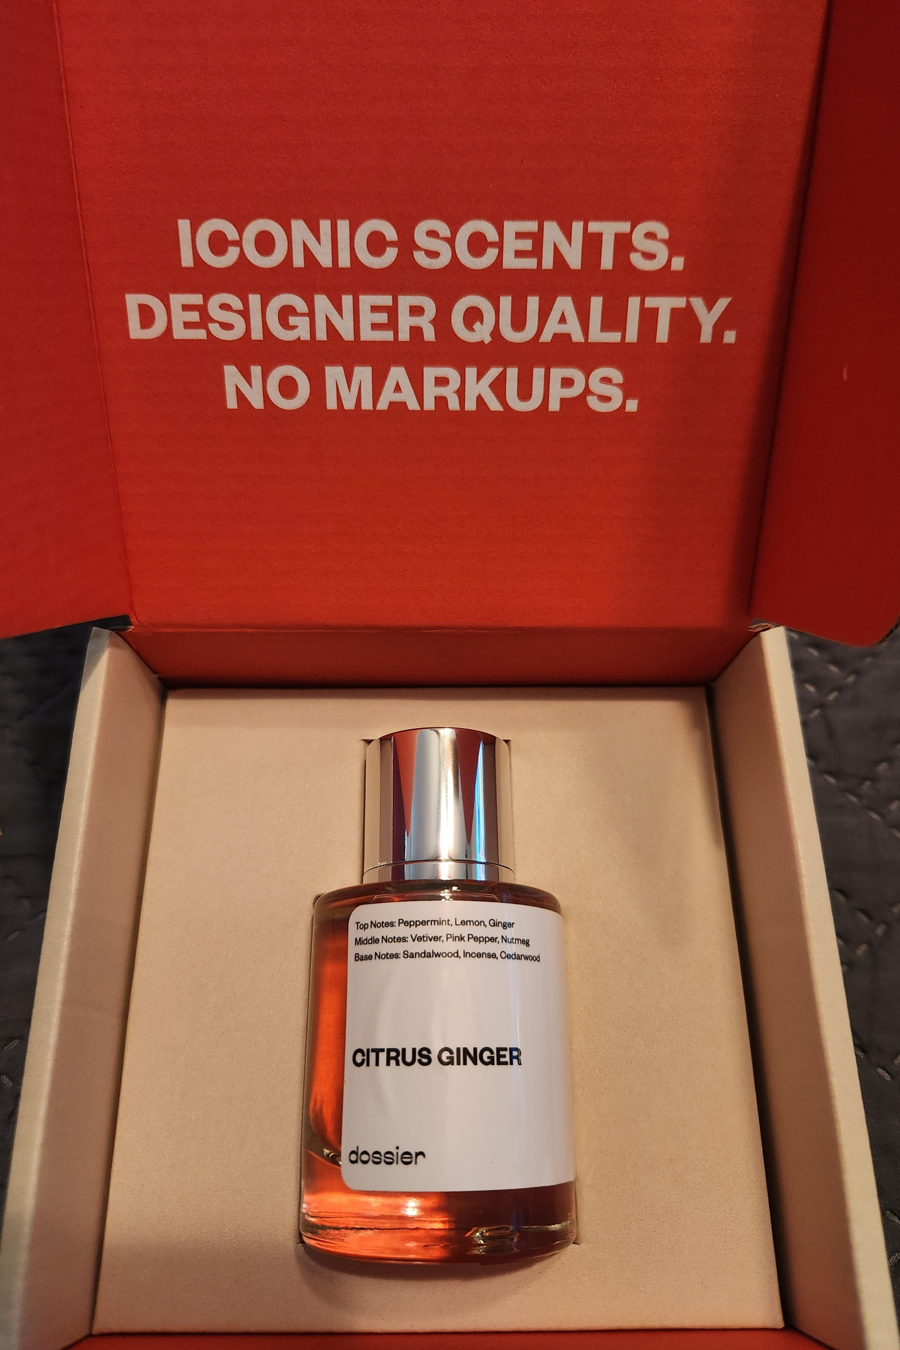 ICONIC SCENTS.
DESIGNER QUALITY.
NO MARKUPS.
Top Notes: Peppermint, Lemon, Ginger
Middle Notes: Vetiver, Pink Pepper, Nutmeg
Base Notes: Sandalwood, Incense, Cedarwood
CITRUS GINGER
dossier